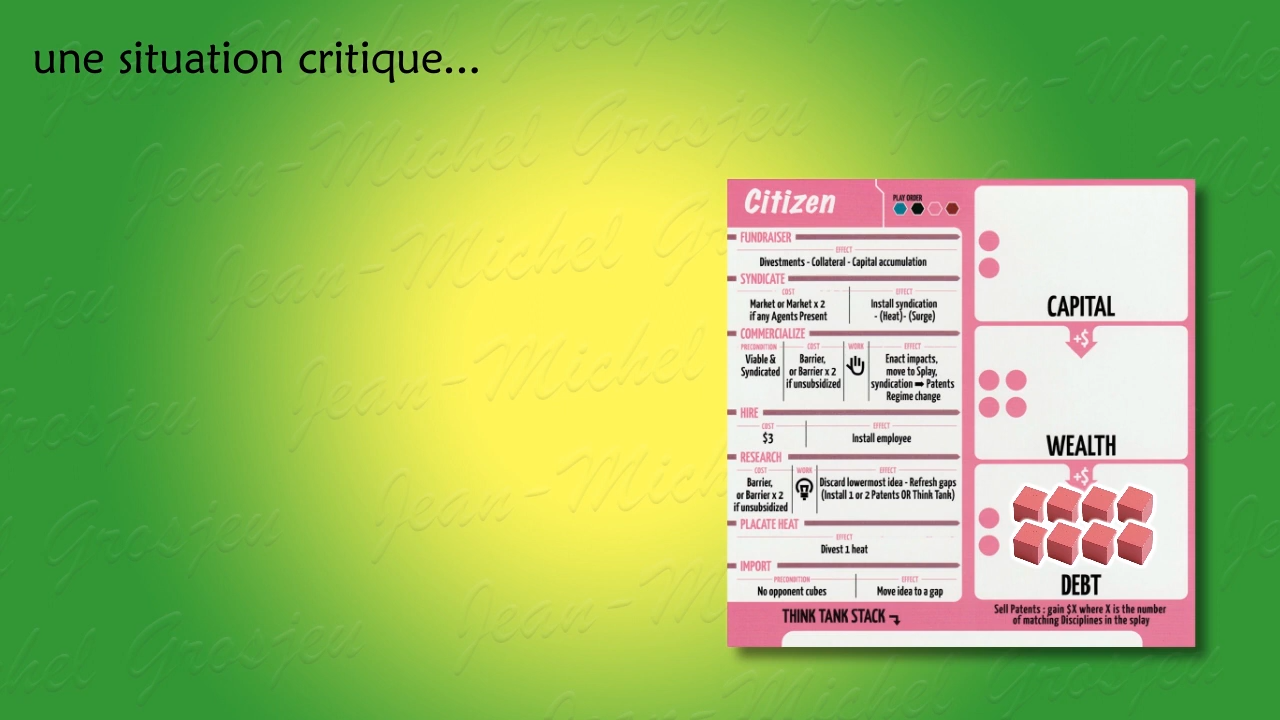 une situation critique...
Jean-Michel Grosjeu
Citizen
PLAY ORDER
FUNDRAISER
EFFECT
Divestments - Collateral - Capital accumulation
SYNDICATE
COST
Market or Market x 2
if any Agents Present
EFFECT
Install syndication
- (Heat)- (Surge)
COMMERCIALIZE
PRECONDITION
Viable &
Syndicated
COST
Barrier,
or Barrier x 2
if unsubsidized
WORK
EFFECT
Enact impacts,
move to Splay,
syndication ➡ Patents
Regime change
HIRE
COST
$3
EFFECT
Install employee
RESEARCH
COST
Barrier,
or Barrier x 2
if unsubsidized
WORK
EFFECT
Discard lowermost idea - Refresh gaps
(Install 1 or 2 Patents OR Think Tank)
PLACATE HEAT
EFFECT
Divest 1 heat
IMPORT
PRECONDITION
No opponent cubes
EFFECT
Move idea to a gap
THINK TANK STACK
CAPITAL
+$
WEALTH
+$
DEBT
Sell Patents : gain $X where X is the number
of matching Disciplines in the splay